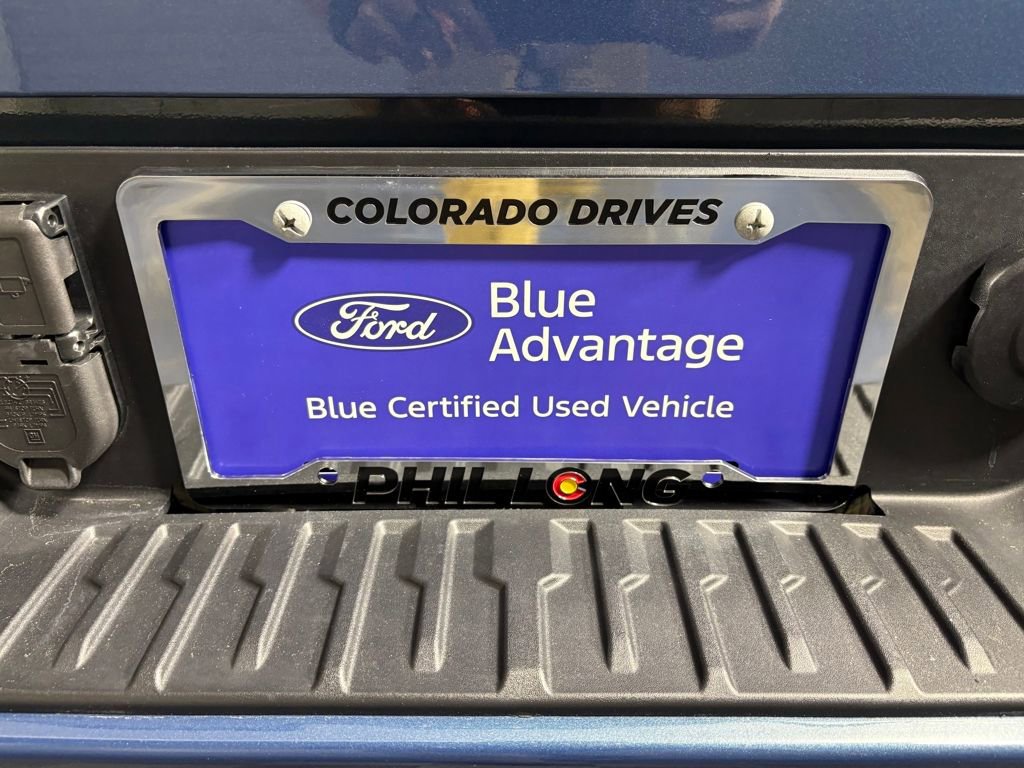 COLORADO DRIVES
Ford
Blue
Advantage
Blue Certified Used Vehicle
PHIL LONG